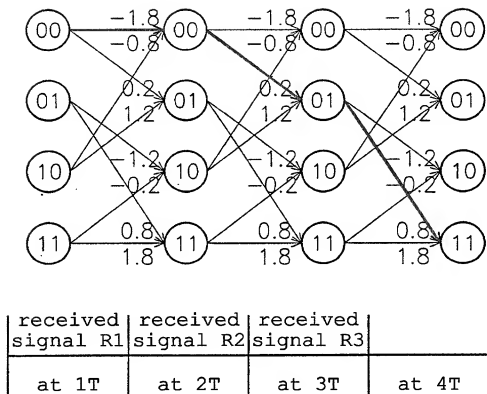 -1.8 -1.8 -1.8
00 00 00 00
-0.8 -0.8 -0.8
0.2 0.2 0.2
01 01 01 01
1.2 1.2 1.2
-1.2 -1.2 -1.2
10 10 10 10
-0.2 -0.2 -0.2
0.8 0.8 0.8
11 11 11 11
1.8 1.8 1.8
received received received
signal R1 signal R2 signal R3
at 1T at 2T at 3T at 4T